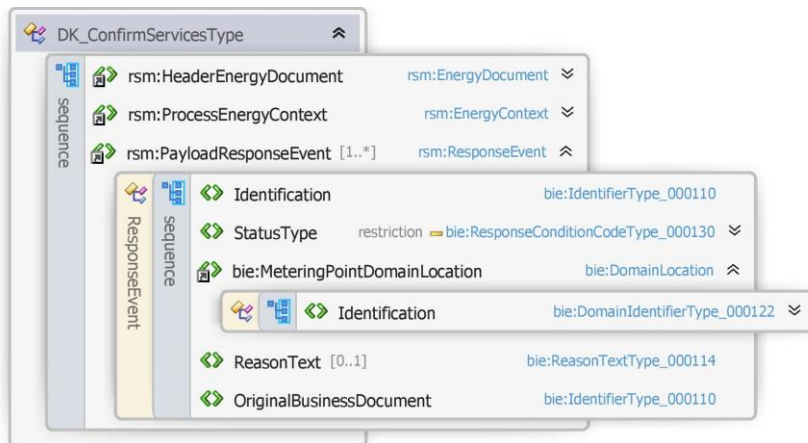 DK_ConfirmServicesType
sequence
rsm:HeaderEnergyDocument rsm:EnergyDocument
rsm:ProcessEnergyContext rsm:EnergyContext
rsm:PayloadResponseEvent [1..*] rsm:ResponseEvent
ResponseEvent
sequence
Identification bie:IdentifierType_000110
StatusType restriction bie:ResponseConditionCodeType_000130
bie:MeteringPointDomainLocation bie:DomainLocation
Identification bie:DomainIdentifierType_000122
ReasonText [0..1] bie:ReasonTextType_000114
OriginalBusinessDocument bie:IdentifierType_000110